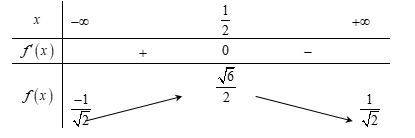 x −∞ 1/2 +∞
f'(x) + 0 −
f(x) −1/√2 √6/2 1/√2